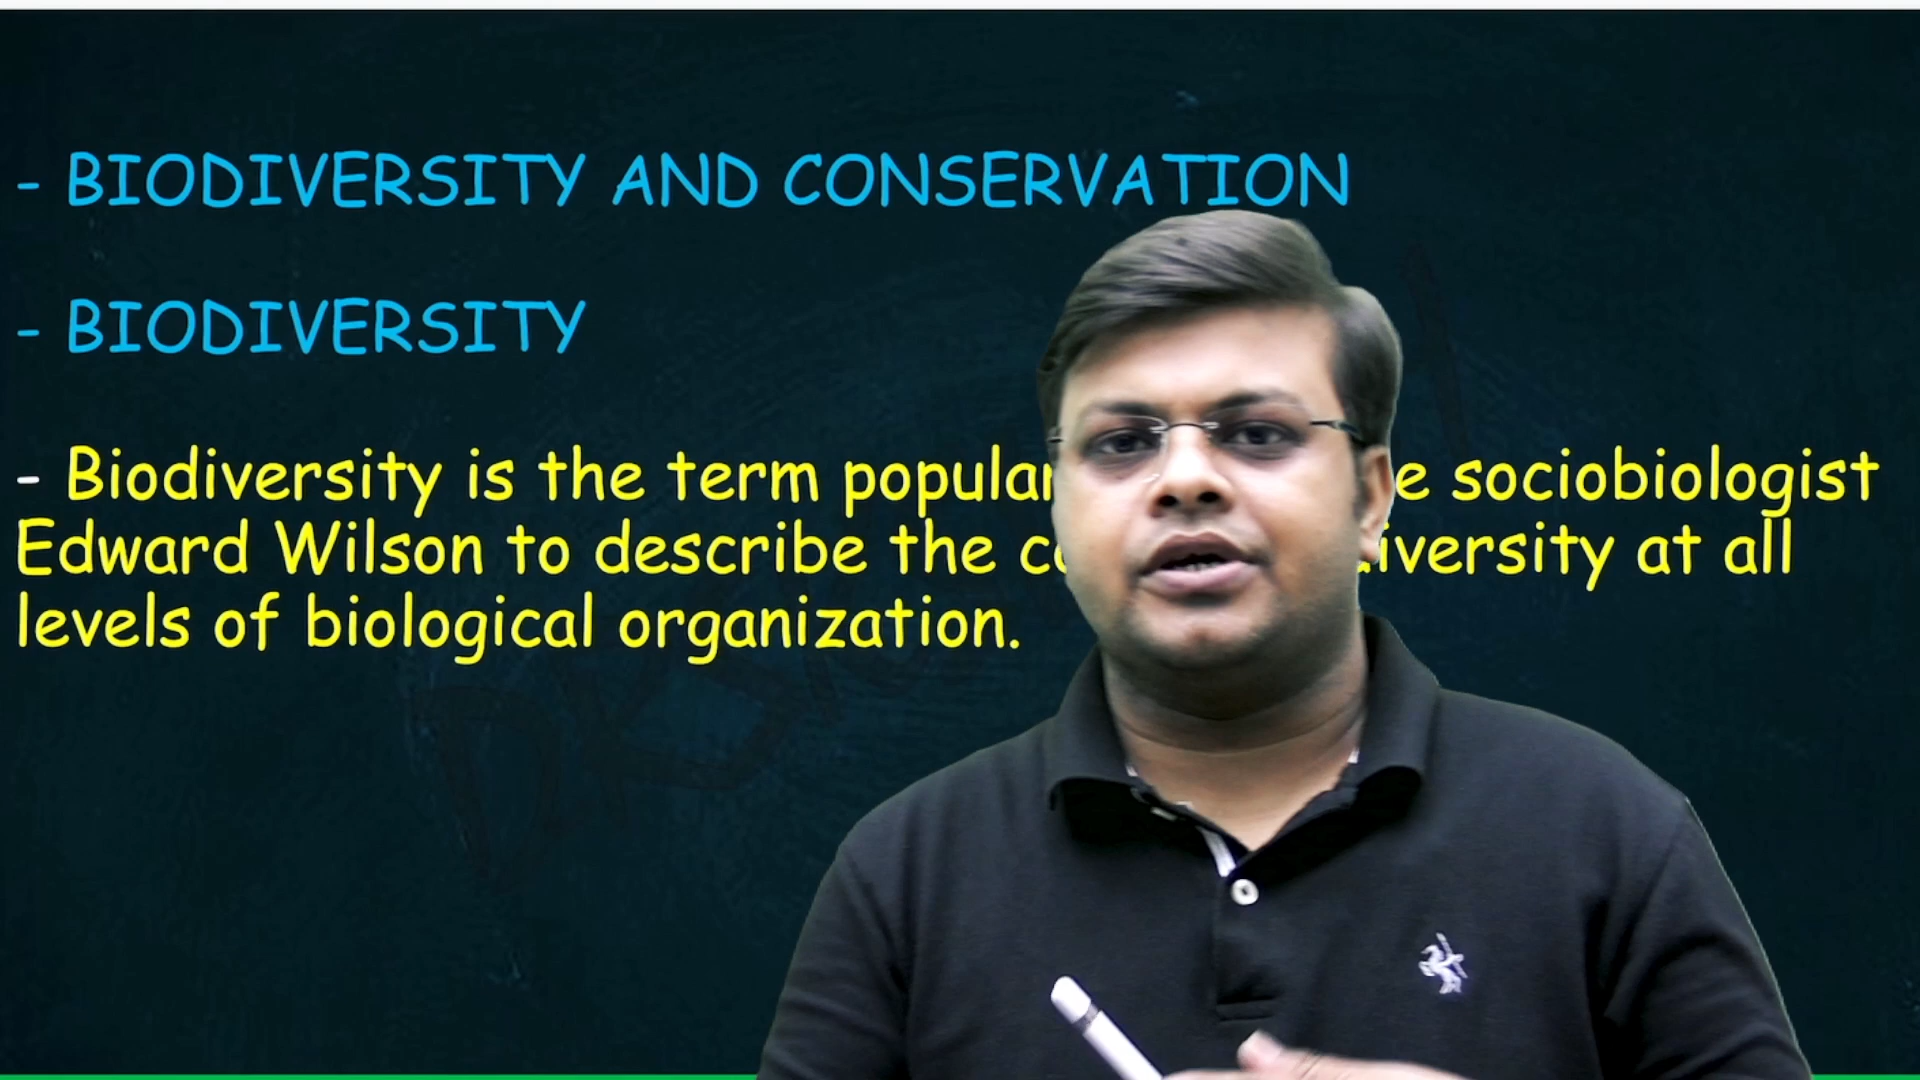 - BIODIVERSITY AND CONSERVATION
- BIODIVERSITY
- Biodiversity is the term sociobiologist
Edward Wilson to describe the at all
levels of biological organization.